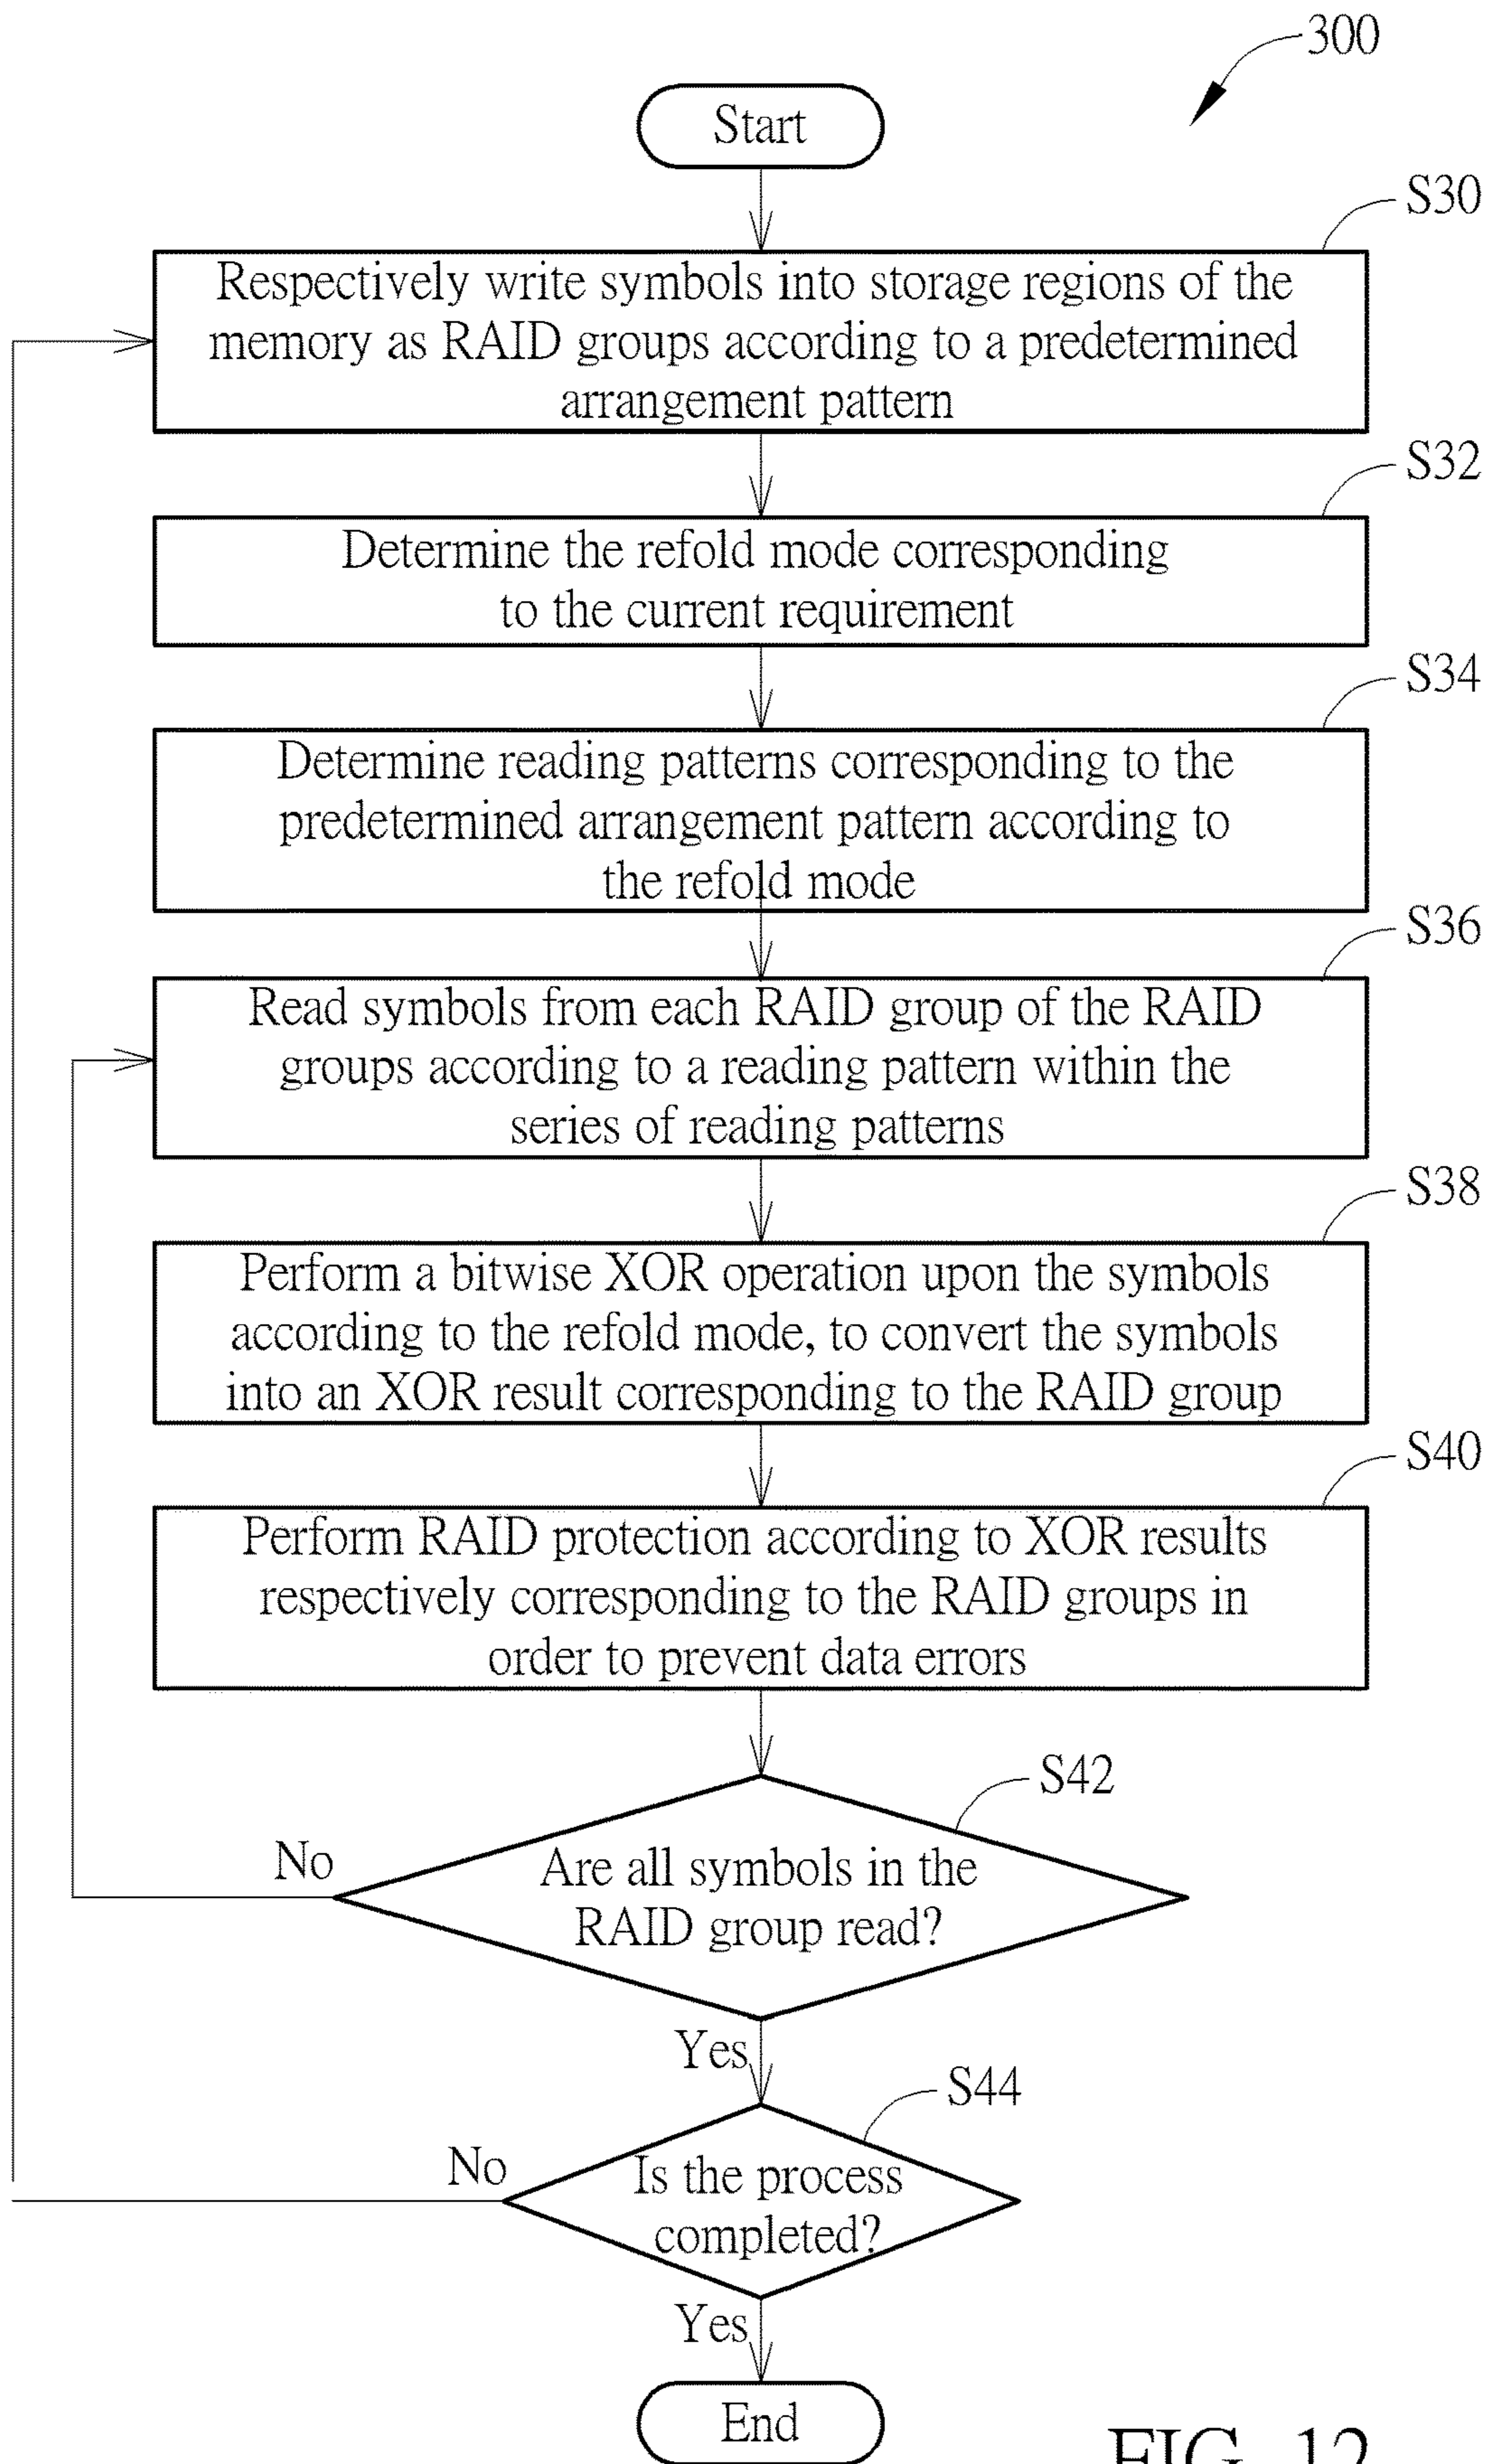 300
Start
S30
Respectively write symbols into storage regions of the
memory as RAID groups according to a predetermined
arrangement pattern
S32
Determine the refold mode corresponding
to the current requirement
S34
Determine reading patterns corresponding to the
predetermined arrangement pattern according to
the refold mode
S36
Read symbols from each RAID group of the RAID
groups according to a reading pattern within the
series of reading patterns
S38
Perform a bitwise XOR operation upon the symbols
according to the refold mode, to convert the symbols
into an XOR result corresponding to the RAID group
S40
Perform RAID protection according to XOR results
respectively corresponding to the RAID groups in
order to prevent data errors
S42
No
Are all symbols in the
RAID group read?
Yes
S44
No
Is the process
completed?
Yes
End
FIG. 12